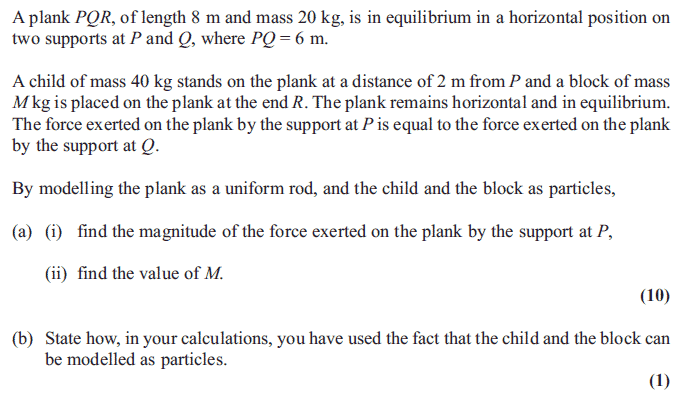 A plank PQR, of length 8 m and mass 20 kg, is in equilibrium in a horizontal position on
two supports at P and Q, where PQ = 6 m.
A child of mass 40 kg stands on the plank at a distance of 2 m from P and a block of mass
M kg is placed on the plank at the end R. The plank remains horizontal and in equilibrium.
The force exerted on the plank by the support at P is equal to the force exerted on the plank
by the support at Q.
By modelling the plank as a uniform rod, and the child and the block as particles,
(a) (i) find the magnitude of the force exerted on the plank by the support at P,
(ii) find the value of M.
(10)
(b) State how, in your calculations, you have used the fact that the child and the block can
be modelled as particles.
(1)